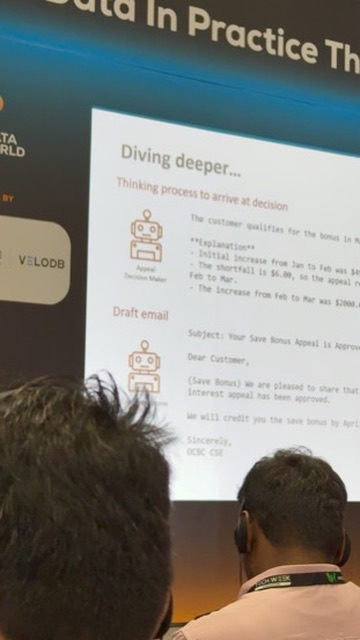 Data In Practice Th
ATA
RLD
BY
VELODB
Diving deeper...
Thinking process to arrive at decision
The customer qualifies for the bonus in M
**Explanation**
- Initial increase from Jan to Feb was $4
- The shortfall is $6.00, so the appeal re
Feb to Mar.
- The increase from Feb to Mar was $2000.
Appeal
Decision Maker
Draft email
Subject: Your Save Bonus Appeal is Approve
Dear Customer,
(Save Bonus) We are pleased to share that
interest appeal has been approved.
We will credit you the save bonus by April
Sincerely,
OCBC CSE
TECH WEEK